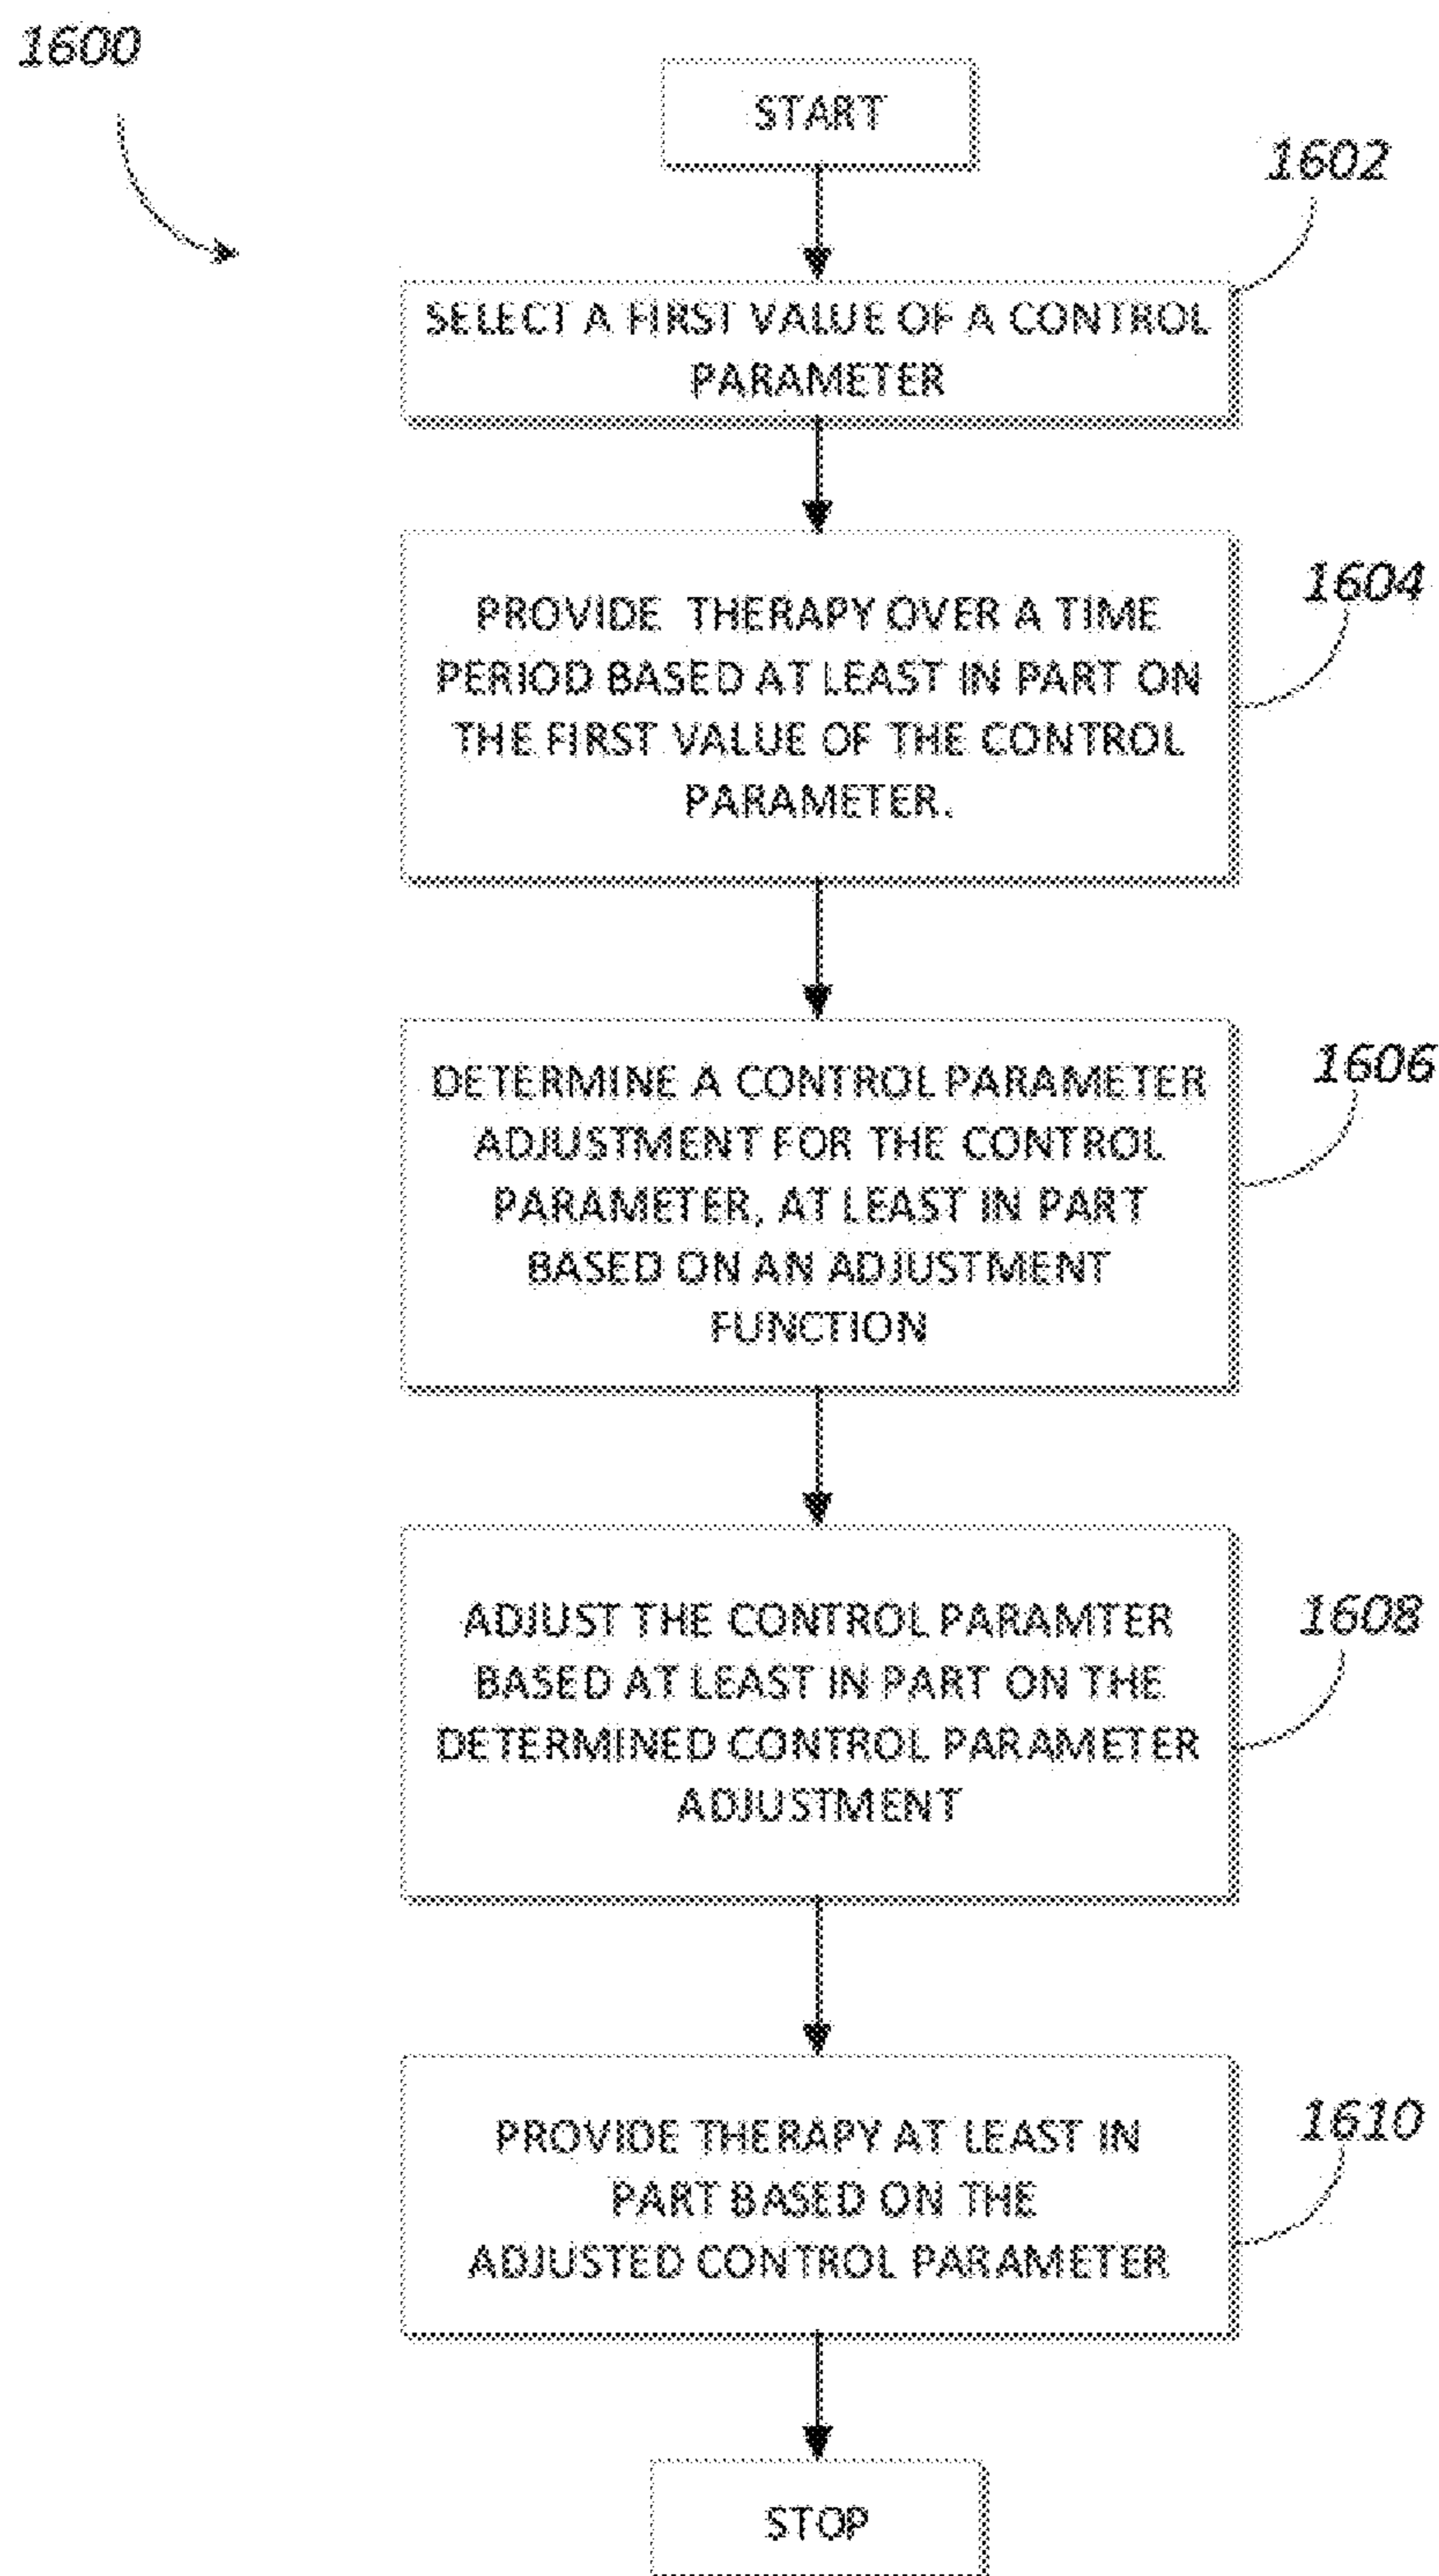 1600
START
1602
SELECT A FIRST VALUE OF A CONTROL
PARAMETER
1604
PROVIDE THERAPY OVER A TIME
PERIOD BASED AT LEAST IN PART ON
THE FIRST VALUE OF THE CONTROL
PARAMETER.
1606
DETERMINE A CONTROL PARAMETER
ADJUSTMENT FOR THE CONTROL
PARAMETER, AT LEAST IN PART
BASED ON AN ADJUSTMENT
FUNCTION
1608
ADJUST THE CONTROL PARAMTER
BASED AT LEAST IN PART ON THE
DETERMINED CONTROL PARAMETER
ADJUSTMENT
1610
PROVIDE THERAPY AT LEAST IN
PART BASED ON THE
ADJUSTED CONTROL PARAMETER
STOP